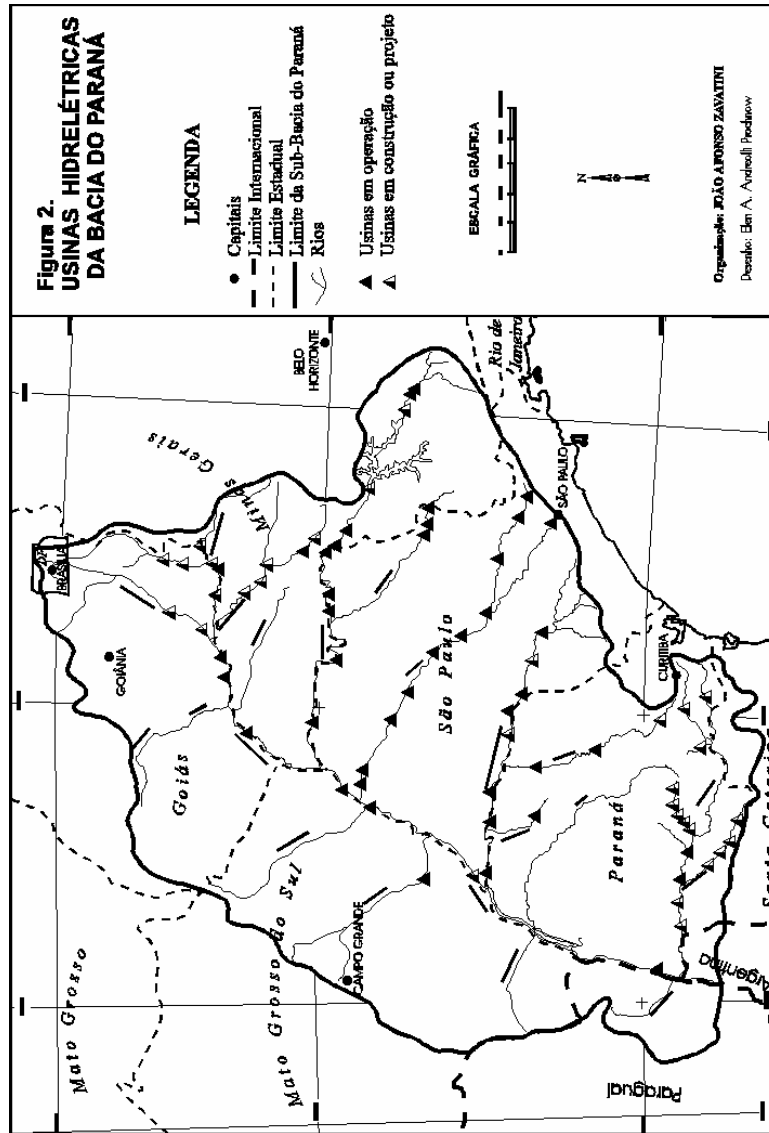 Figura 2.
USINAS HIDRELÉTRICAS
DA BACIA DO PARANÁ
LEGENDA
Capitais
Limite Internacional
Limite Estadual
Limite da Sub-Bacia do Paraná
Rios
Usinas em operação
Usinas em construção ou projeto
ESCALA GRÁFICA
N
Organização: JOÃO AFONSO ZAVATINI
Desenho:
Mato Grosso
Mato Grosso do Sul
Goiás
Minas
Gerais
DF
BRASÍLIA
GOIÂNIA
BELO
HORIZONTE
CAMPO GRANDE
São Paulo
Rio de
Janeiro
SÃO PAULO
Paraná
CURITIBA
Paraguai
Argentina